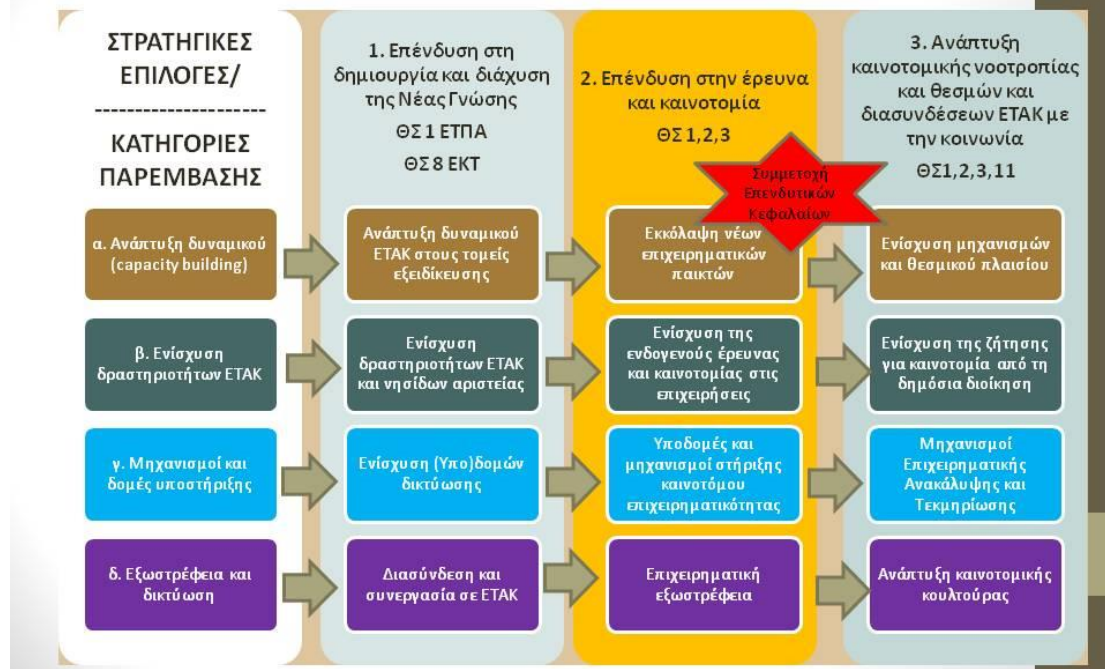 ΣΤΡΑΤΗΓΙΚΕΣ
ΕΠΙΛΟΓΕΣ/
--------------------
ΚΑΤΗΓΟΡΙΕΣ
ΠΑΡΕΜΒΑΣΗΣ
1. Επένδυση στη
δημιουργία και διάχυση
της Νέας Γνώσης
ΘΣ 1 ΕΤΠΑ
ΘΣ 8 ΕΚΤ
2. Επένδυση στην έρευνα
και καινοτομία
ΘΣ 1,2,3
3. Ανάπτυξη
καινοτομικής νοοτροπίας
και θεσμών και
διασυνδέσεων ΕΤΑΚ με
την κοινωνία
ΘΣ1,2,3,11
Συμμετοχή
Επενδυτικών
Κεφαλαίων
α. Ανάπτυξη δυναμικού
(capacity building)
Ανάπτυξη δυναμικού
ΕΤΑΚ στους τομείς
εξειδίκευσης
Εκκόλαψη νέων
επιχειρηματικών
παικτών
Ενίσχυση μηχανισμών
και θεσμικού πλαισίου
β. Ενίσχυση
δραστηριοτήτων ΕΤΑΚ
Ενίσχυση
δραστηριοτήτων ΕΤΑΚ
και νησίδων αριστείας
Ενίσχυση της
ενδογενούς έρευνας
και καινοτομίας στις
επιχειρήσεις
Ενίσχυση της ζήτησης
για καινοτομία από τη
δημόσια διοίκηση
γ. Μηχανισμοί και
δομές υποστήριξης
Ενίσχυση (Υπο)δομών
δικτύωσης
Υποδομές και
μηχανισμοί στήριξης
καινοτόμου
επιχειρηματικότητας
Μηχανισμοί
Επιχειρηματικής
Ανακάλυψης και
Τεκμηρίωσης
δ. Εξωστρέφεια και
δικτύωση
Διασύνδεση και
συνεργασία σε ΕΤΑΚ
Επιχειρηματική
εξωστρέφεια
Ανάπτυξη καινοτομικής
κουλτούρας